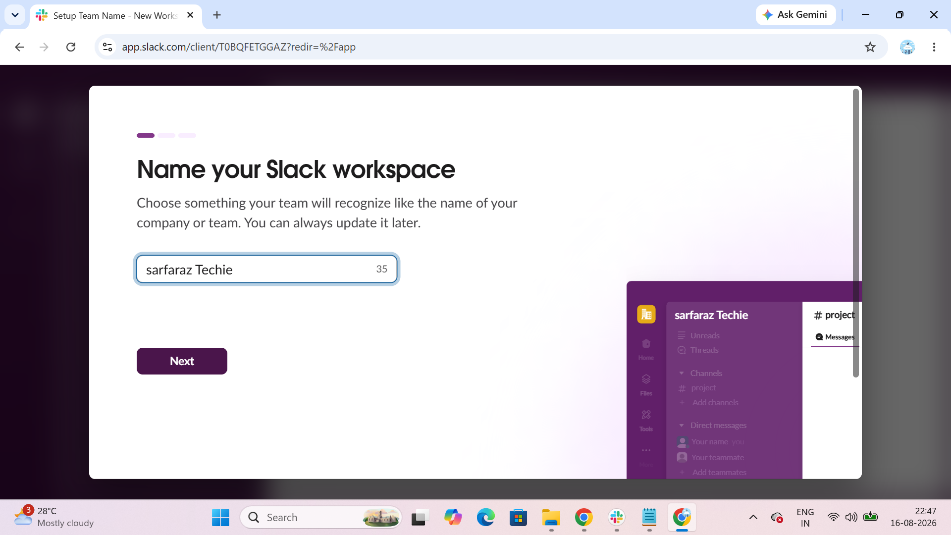 Setup Team Name - New Works
Ask Gemini
app.slack.com/client/T0BQFETGGAZ?redir=%2Fapp
Name your Slack workspace
Choose something your team will recognize like the name of your
company or team. You can always update it later.
sarfaraz Techie
35
Next
sarfaraz Techie
Unreads
Threads
Channels
# project
+ Add channels
Direct messages
Your name you
Your teammate
+ Add teammates
Home
Files
Tools
# project
Messages
3
28°C
Mostly cloudy
Search
ENG
IN
22:47
16-08-2026